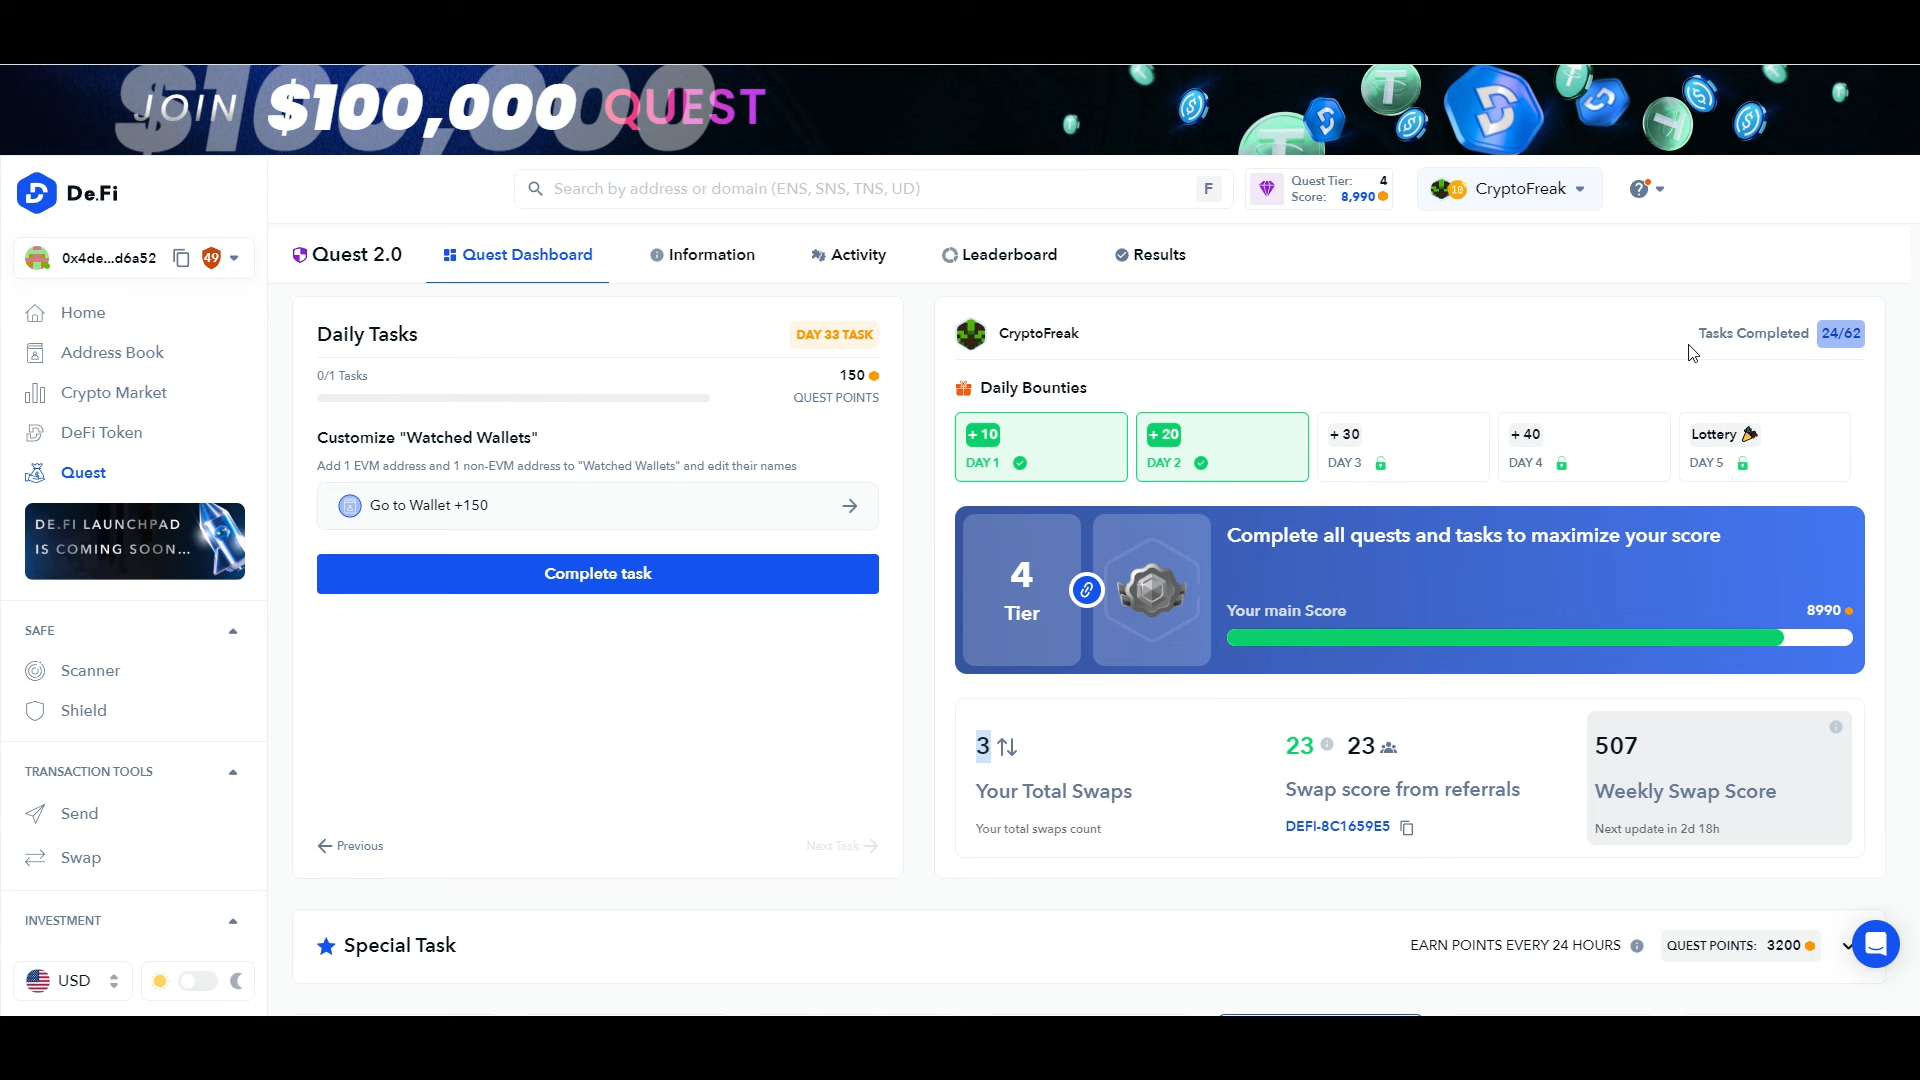 JOIN $100,000 QUEST
De.Fi
Search by address or domain (ENS, SNS, TNS, UD)
F
Quest Tier: 4
Score: 8,990
18
CryptoFreak
?
0x4de...d6a52
49
Quest 2.0
Quest Dashboard
Information
Activity
Leaderboard
Results
Home
Address Book
Crypto Market
DeFi Token
Quest
DE.FI LAUNCHPAD
IS COMING SOON...
SAFE
Scanner
Shield
TRANSACTION TOOLS
Send
Swap
INVESTMENT
USD
Daily Tasks
DAY 33 TASK
0/1 Tasks
150
QUEST POINTS
Customize "Watched Wallets"
Add 1 EVM address and 1 non-EVM address to "Watched Wallets" and edit their names
Go to Wallet +150
Complete task
Previous
Next Task
CryptoFreak
Tasks Completed 24/62
Daily Bounties
+ 10
DAY 1
+ 20
DAY 2
+ 30
DAY 3
+ 40
DAY 4
Lottery
DAY 5
4
Tier
Complete all quests and tasks to maximize your score
Your main Score
8990
3
Your Total Swaps
Your total swaps count
23 23
Swap score from referrals
DEFI-8C1659E5
507
Weekly Swap Score
Next update in 2d 18h
Special Task
EARN POINTS EVERY 24 HOURS
QUEST POINTS: 3200